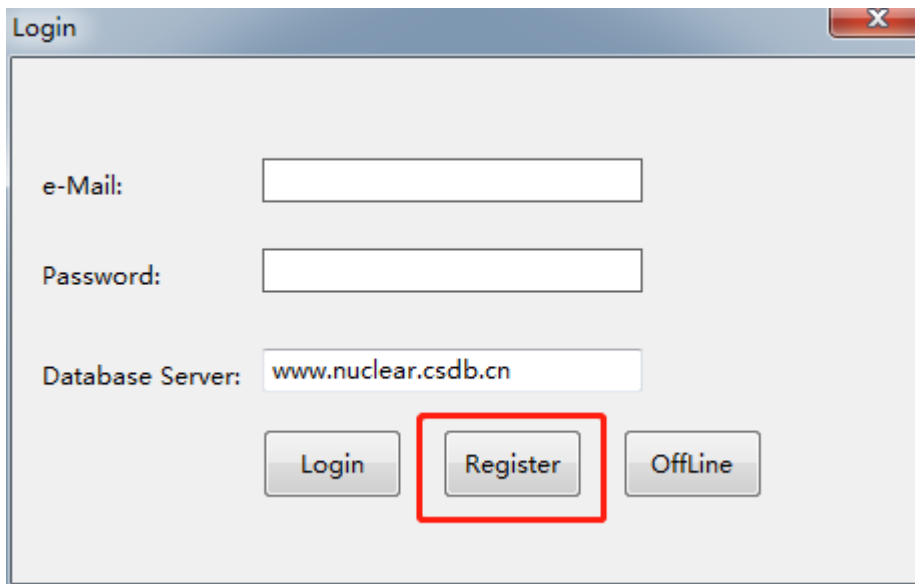 Login
e-Mail:
Password:
Database Server: www.nuclear.csdb.cn
Login Register OffLine